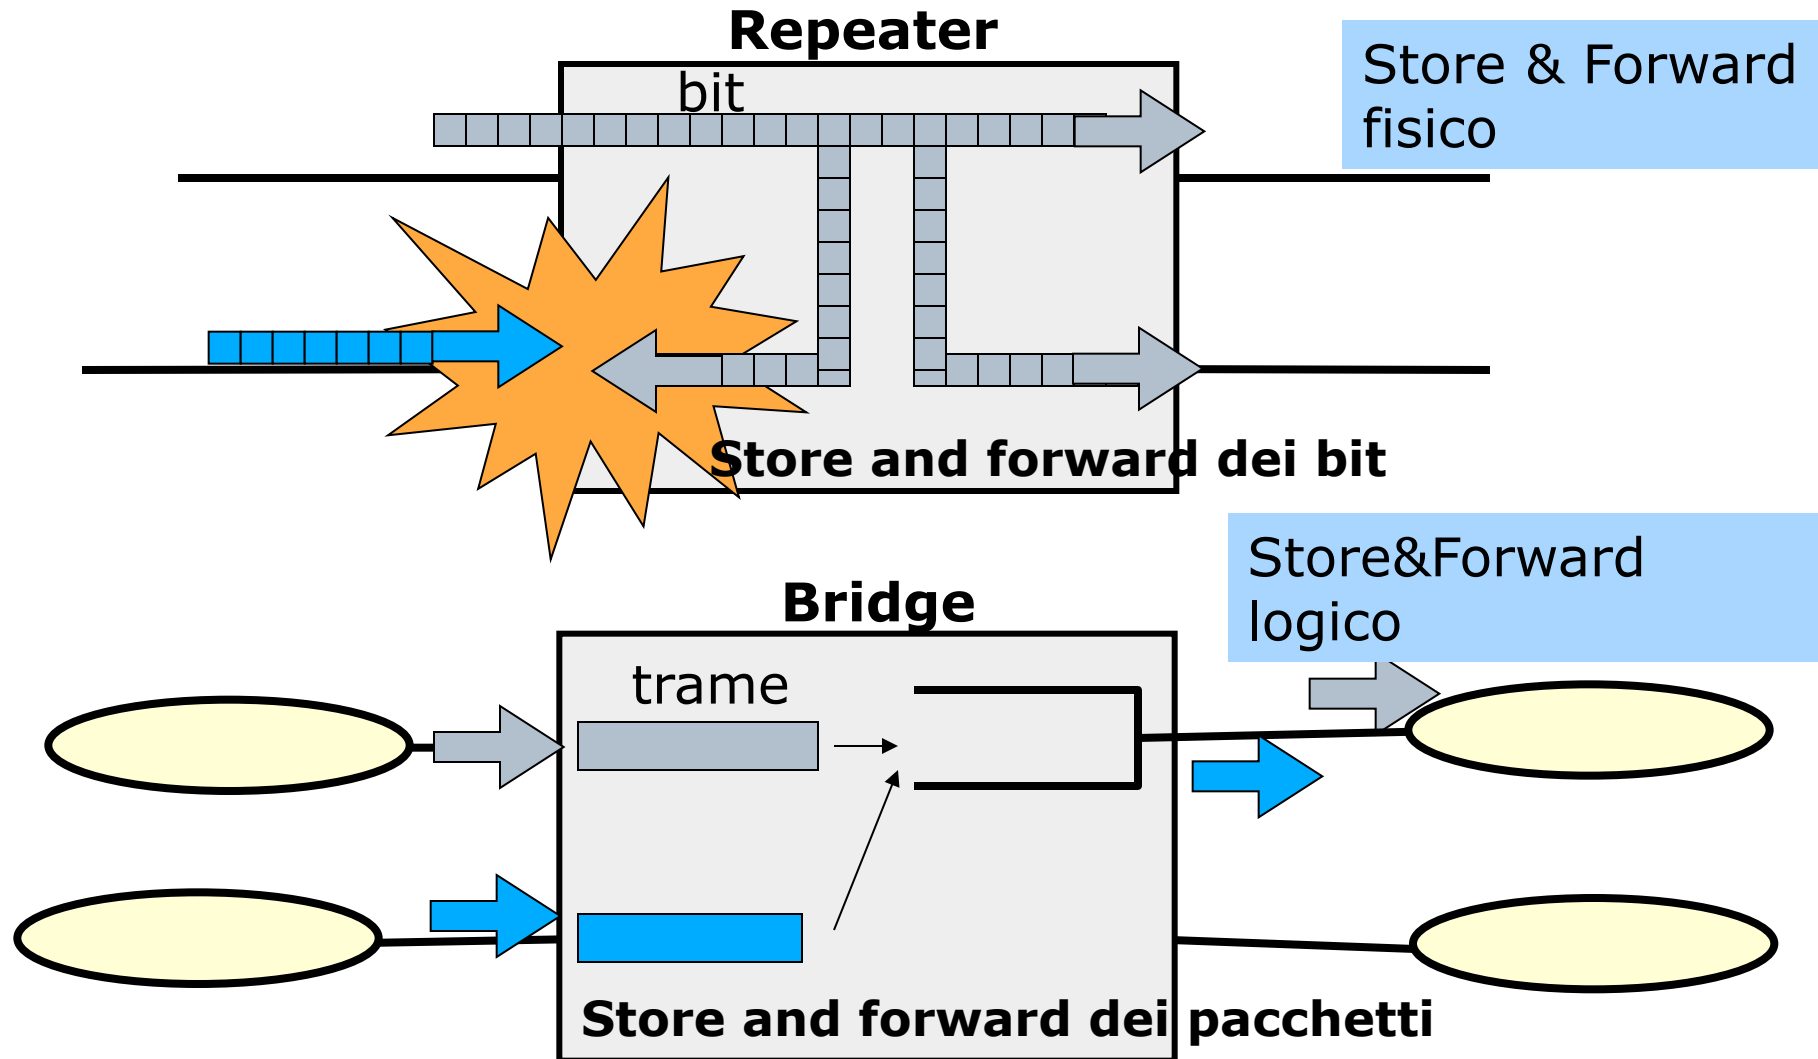 Repeater
bit
Store & Forward
fisico
Store and forward dei bit
Store&Forward
logico
Bridge
trame
Store and forward dei pacchetti